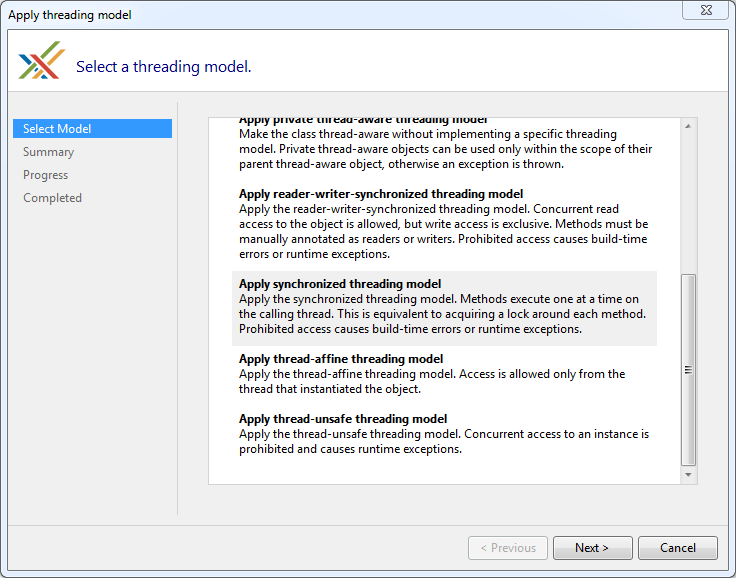 Apply threading model
Select a threading model.
Select Model
Summary
Progress
Completed
Apply private thread-aware threading model
Make the class thread-aware without implementing a specific threading
model. Private thread-aware objects can be used only within the scope of their
parent thread-aware object, otherwise an exception is thrown.
Apply reader-writer-synchronized threading model
Apply the reader-writer-synchronized threading model. Concurrent read
access to the object is allowed, but write access is exclusive. Methods must be
manually annotated as readers or writers. Prohibited access causes build-time
errors or runtime exceptions.
Apply synchronized threading model
Apply the synchronized threading model. Methods execute one at a time on
the calling thread. This is equivalent to acquiring a lock around each method.
Prohibited access causes build-time errors or runtime exceptions.
Apply thread-affine threading model
Apply the thread-affine threading model. Access is allowed only from the
thread that instantiated the object.
Apply thread-unsafe threading model
Apply the thread-unsafe threading model. Concurrent access to an instance is
prohibited and causes runtime exceptions.
< Previous
Next >
Cancel